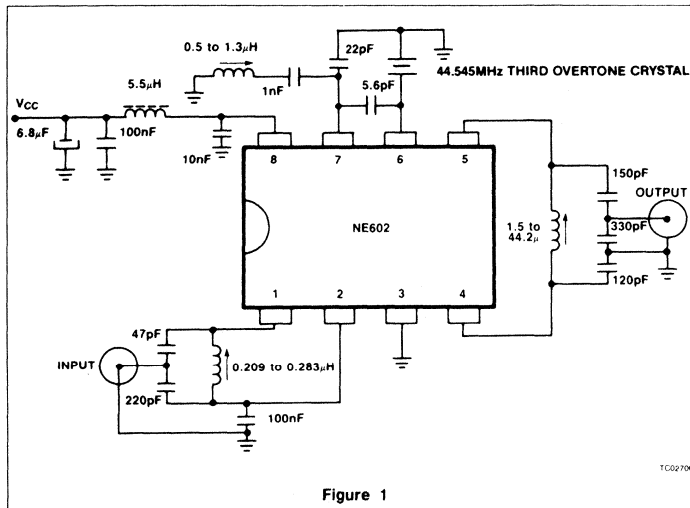 0.5 to 1.3μH
22pF
44.545MHz THIRD OVERTONE CRYSTAL
5.5μH
1nF
5.6pF
VCC
6.8μF
100nF
10nF
8
7
6
5
150pF
OUTPUT
NE602
1.5 to
44.2μ
330pF
120pF
1
2
3
4
47pF
INPUT
0.209 to 0.283μH
220pF
100nF
TC02700
Figure 1